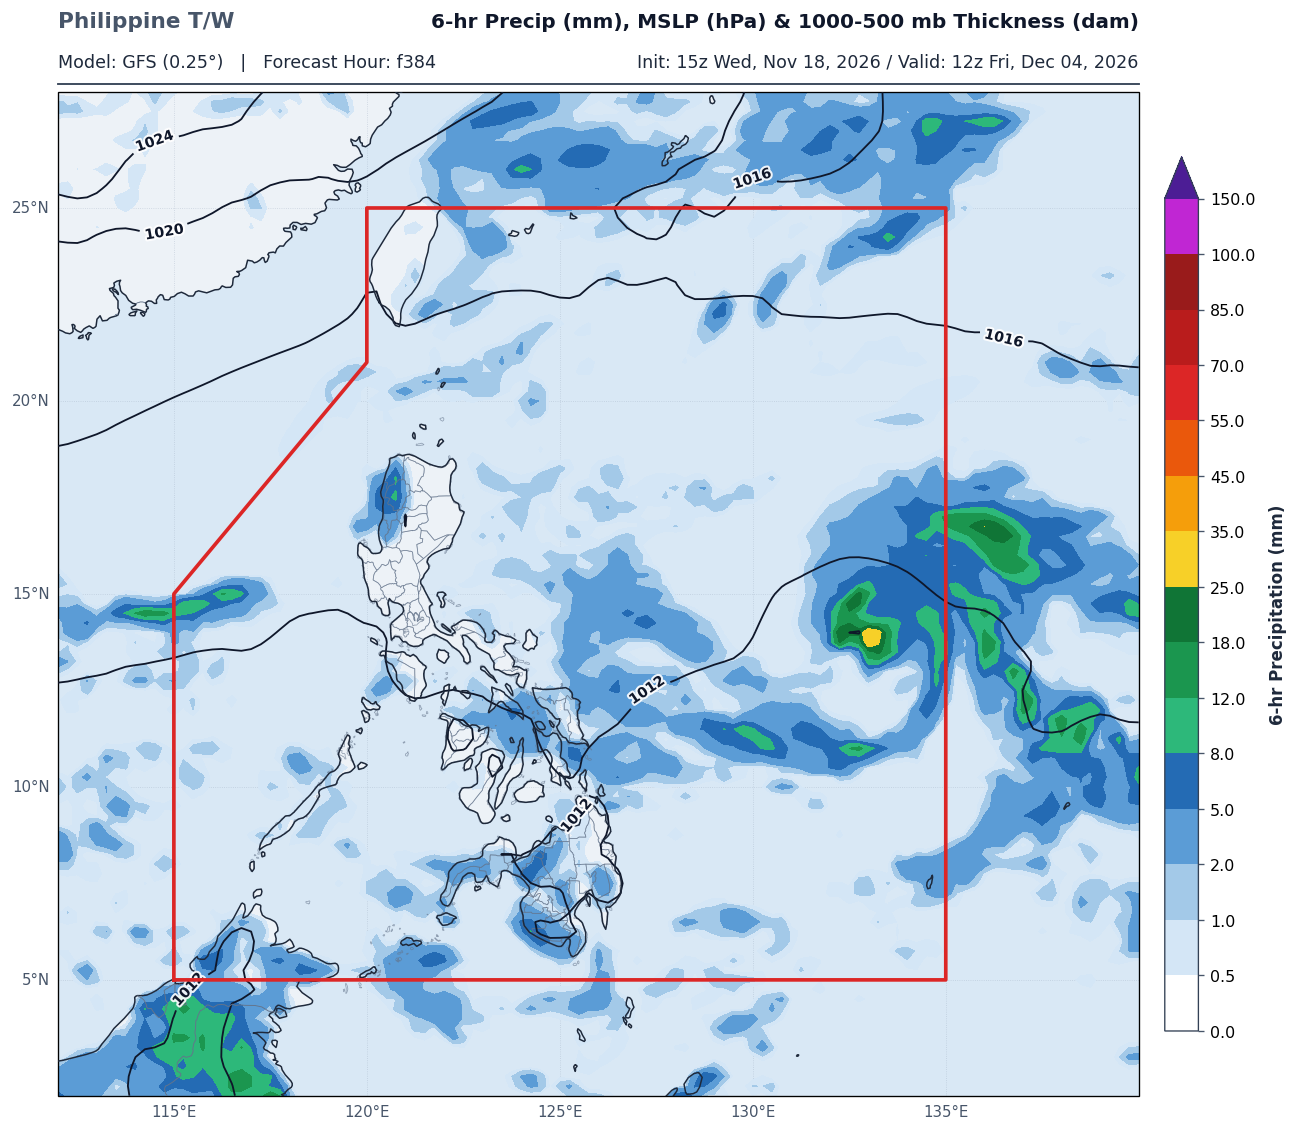 Philippine T/W
6-hr Precip (mm), MSLP (hPa) & 1000-500 mb Thickness (dam)
Model: GFS (0.25°) | Forecast Hour: f384
Init: 15z Wed, Nov 18, 2026 / Valid: 12z Fri, Dec 04, 2026
1024
1020
1016
1016
1012
1012
1012
25°N
20°N
15°N
10°N
5°N
115°E
120°E
125°E
130°E
135°E
150.0
100.0
85.0
70.0
55.0
45.0
35.0
25.0
18.0
12.0
8.0
5.0
2.0
1.0
0.5
0.0
6-hr Precipitation (mm)